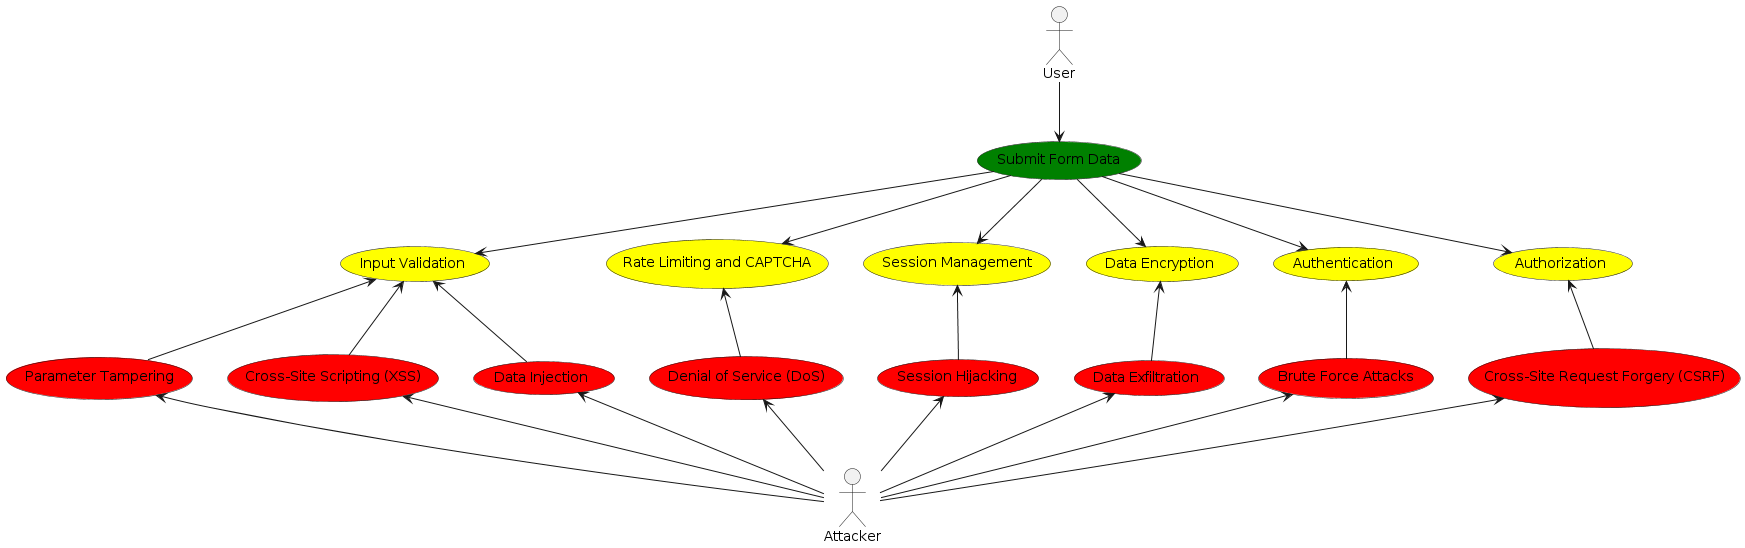 User
Submit Form Data
Input Validation
Rate Limiting and CAPTCHA
Session Management
Data Encryption
Authentication
Authorization
Parameter Tampering
Cross-Site Scripting (XSS)
Data Injection
Denial of Service (DoS)
Session Hijacking
Data Exfiltration
Brute Force Attacks
Cross-Site Request Forgery (CSRF)
Attacker